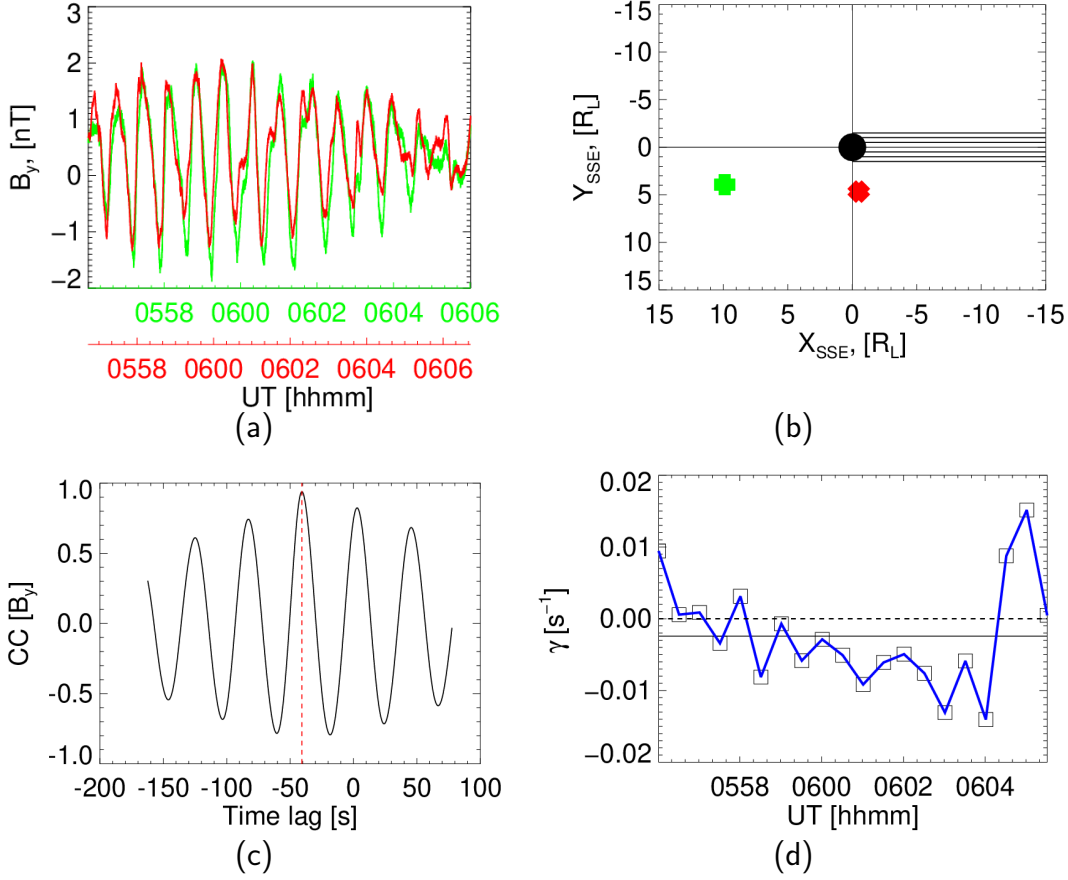 3
2
1
0
-1
-2
B_y, [nT]
0558 0600 0602 0604 0606
0558 0600 0602 0604 0606
UT [hhmm]
(a)
-15
-10
-5
0
5
10
15
Y_SSE, [R_L]
15 10 5 0 -5 -10 -15
X_SSE, [R_L]
(b)
1.0
0.5
0.0
-0.5
-1.0
CC [B_y]
-200 -150 -100 -50 0 50 100
Time lag [s]
(c)
0.02
0.01
0.00
-0.01
-0.02
γ [s⁻¹]
0558 0600 0602 0604
UT [hhmm]
(d)